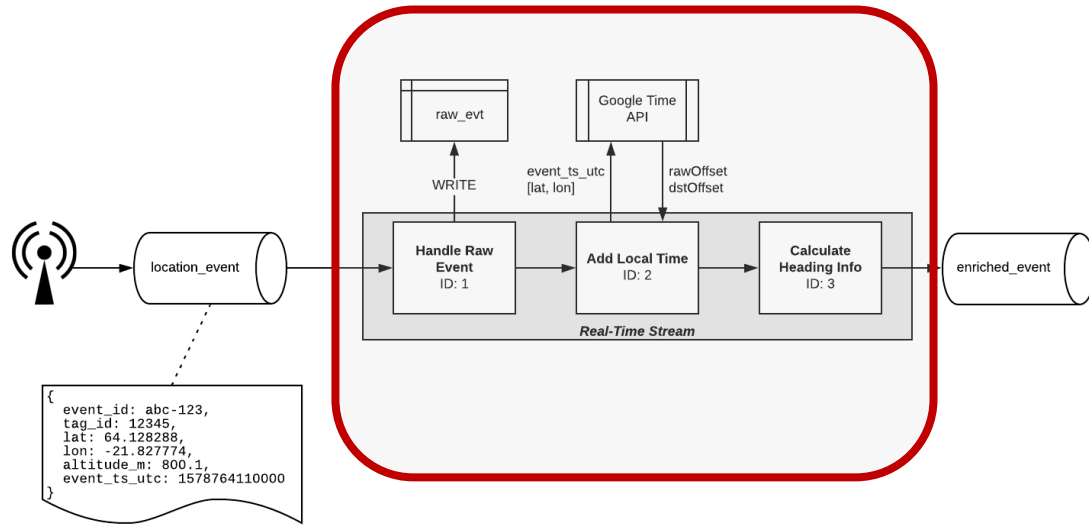 raw_evt
Google Time
API
WRITE
event_ts_utc
[lat, lon]
rawOffset
dstOffset
location_event
Handle Raw
Event
ID: 1
Add Local Time
ID: 2
Calculate
Heading Info
ID: 3
enriched_event
Real-Time Stream
{
event_id: abc-123,
tag_id: 12345,
lat: 64.128288,
lon: -21.827774,
altitude_m: 800.1,
event_ts_utc: 1578764110000
}